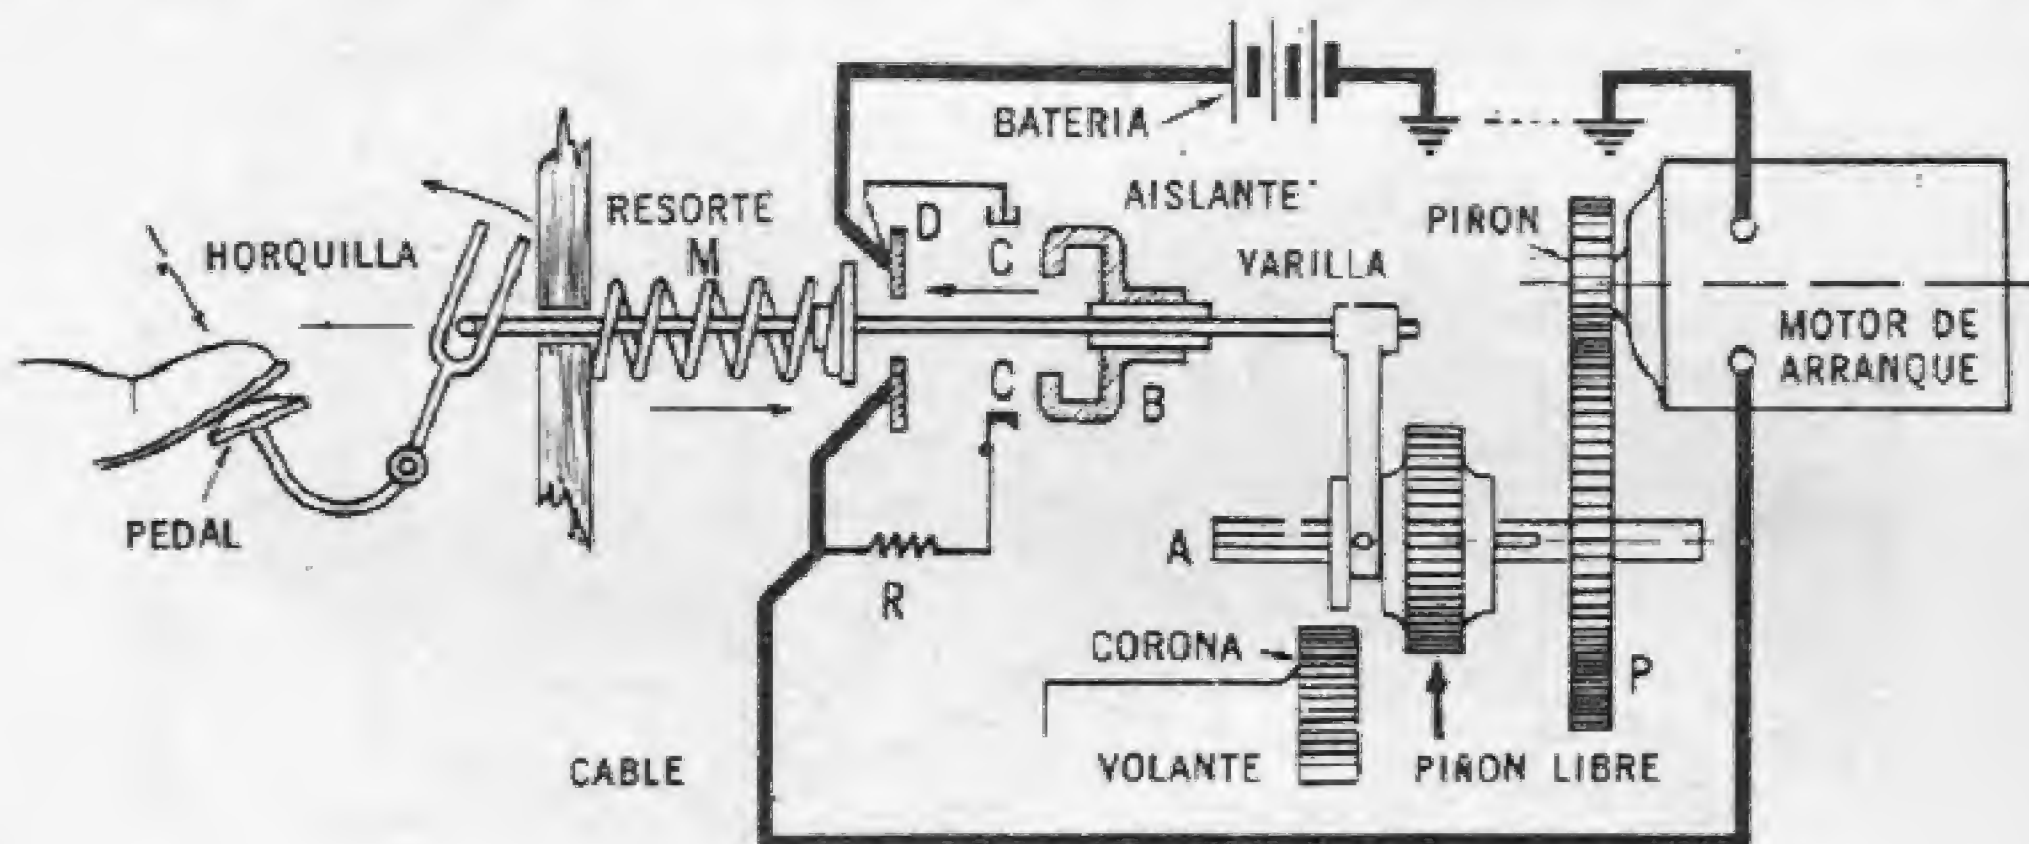 BATERIA
AISLANTE
RESORTE
M
HORQUILLA
D
C
PIÑON
VARILLA
MOTOR DE
ARRANQUE
C
B
PEDAL
A
R
CORONA
P
CABLE
VOLANTE
PIÑON LIBRE